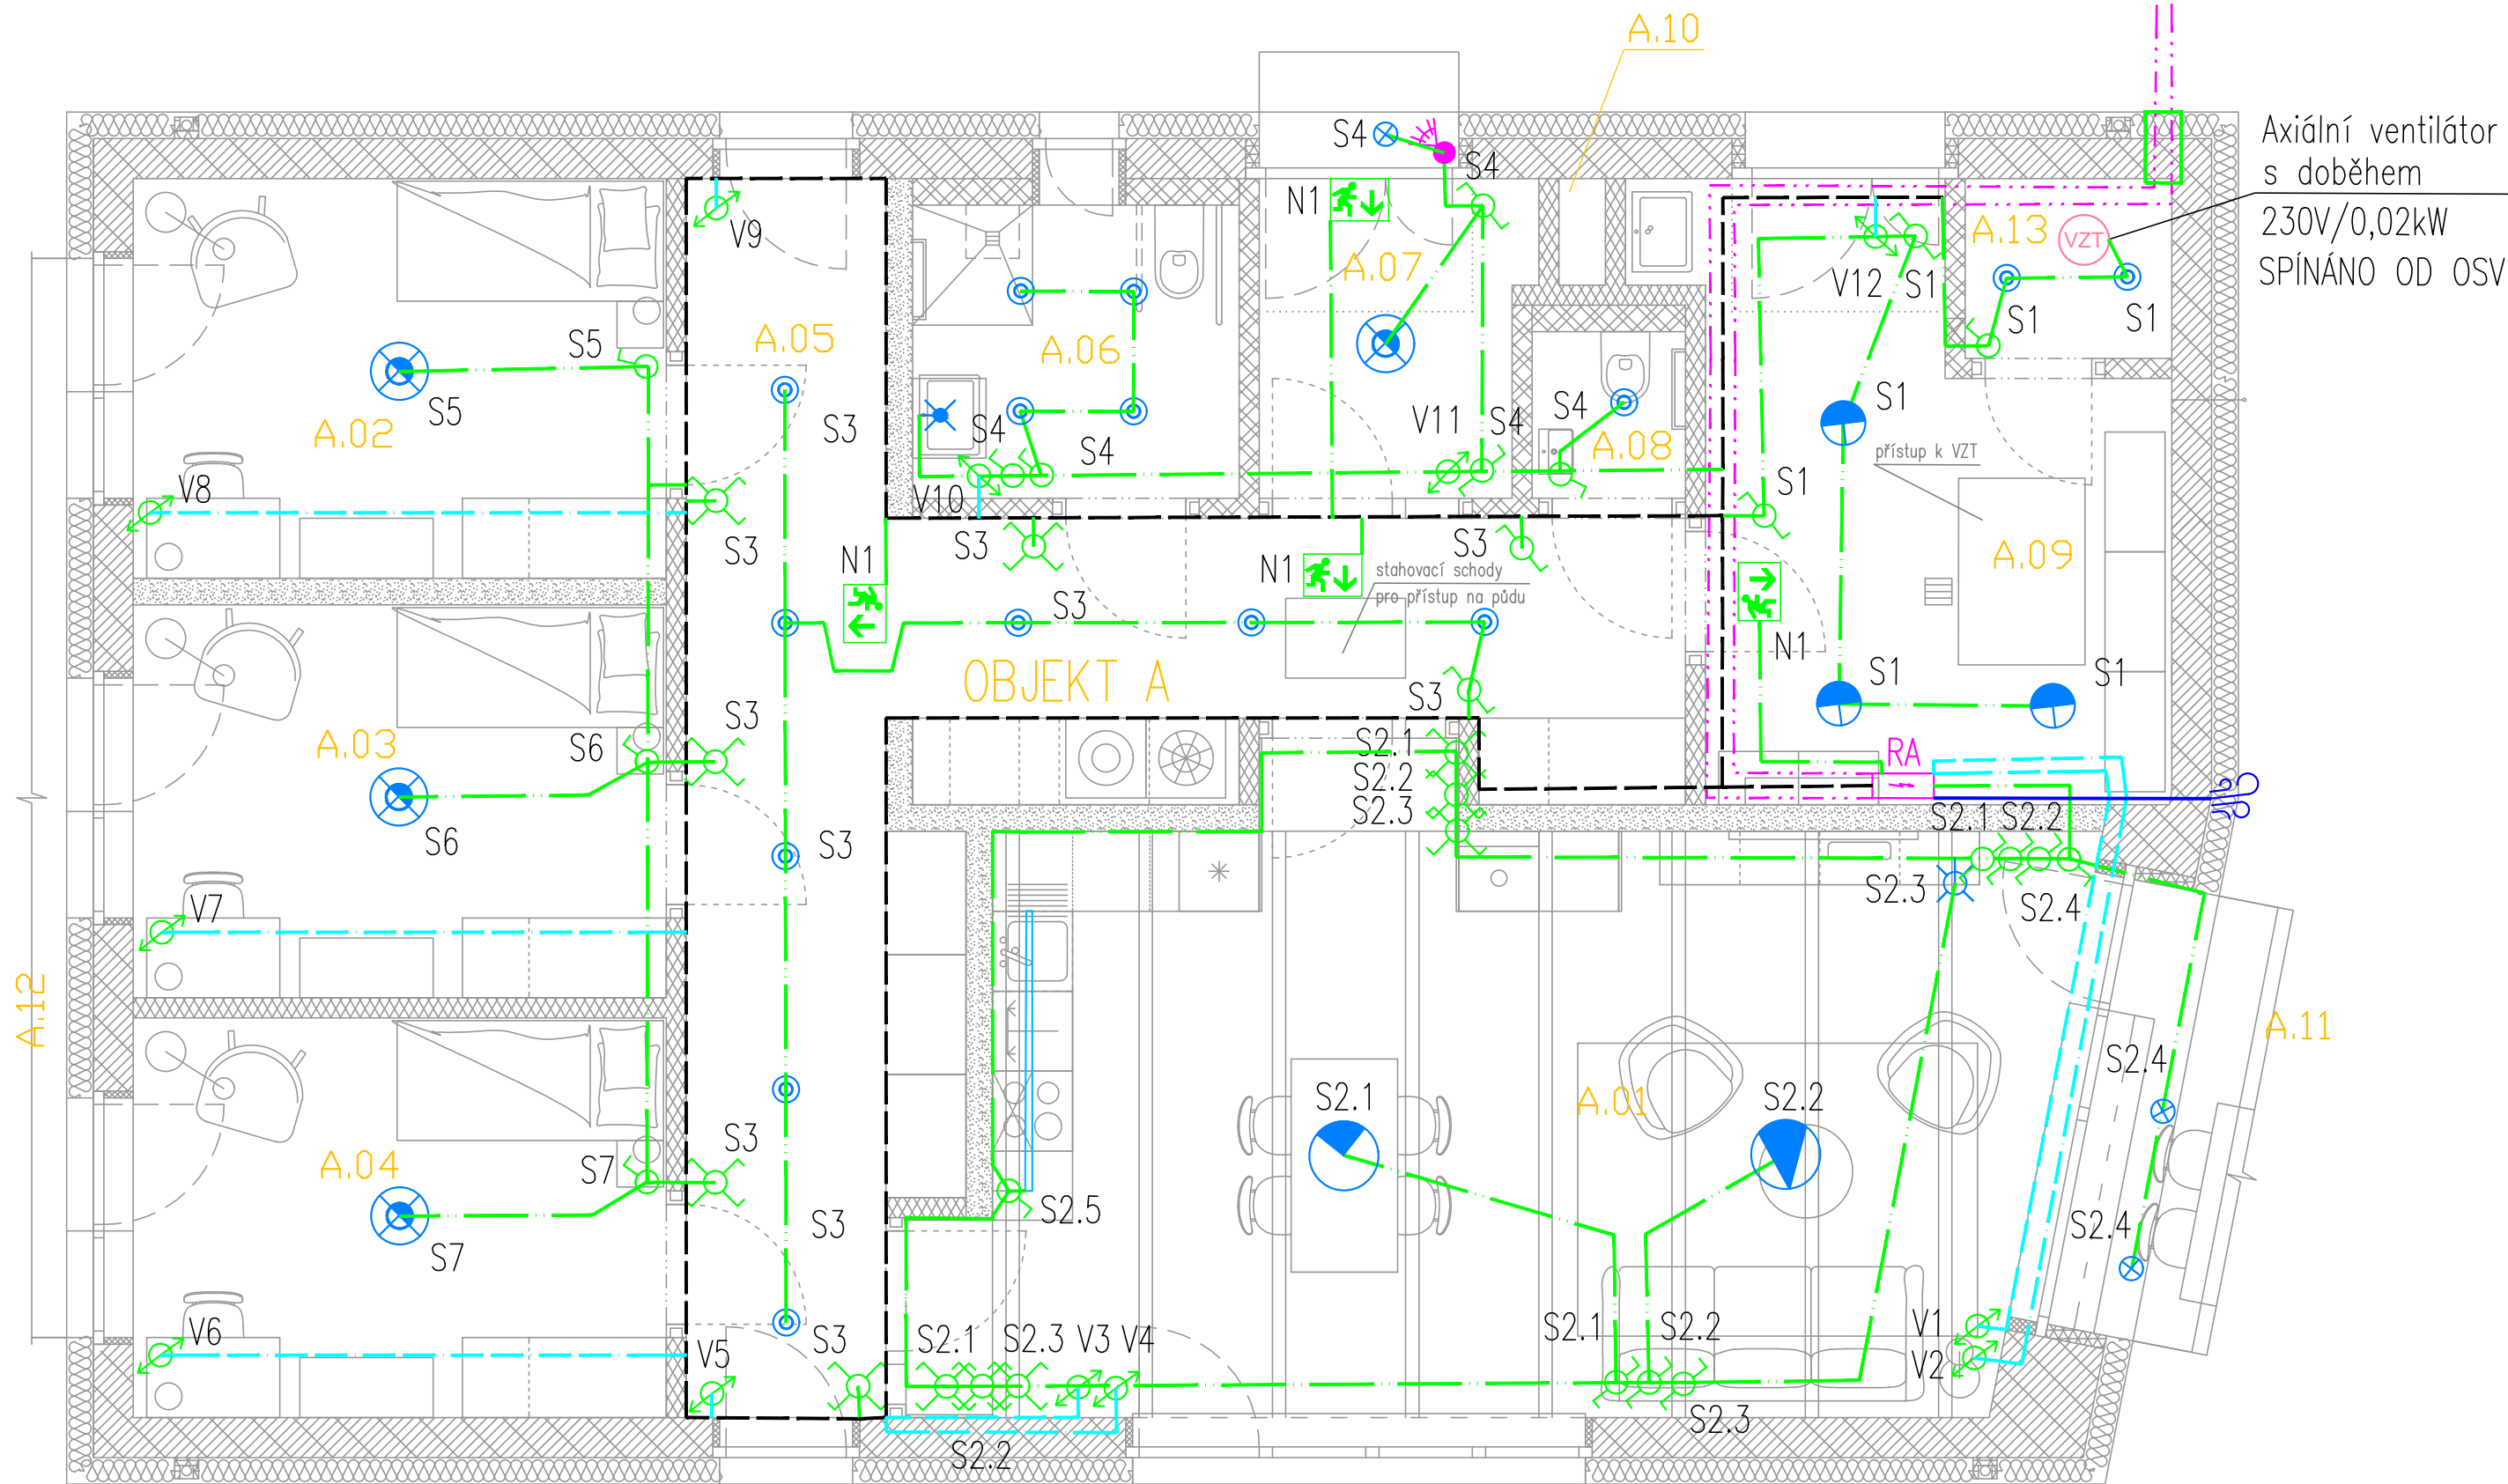 A.10
S4
S4
Axiální ventilátor
s doběhem
230V/0,02kW
SPÍNÁNO OD OSV
N1
V9
A.07
A.13
VZT
V12
S1
S1
S1
A.05
A.06
S5
S5
A.02
S3
S4
S4
V11
S4
S4
A.08
S1
přístup k VZT
S1
V8
V10
S3
S3
S3
A.09
N1
N1
stahovací schody
pro přístup na půdu
S3
N1
OBJEKT A
S1
S1
S3
S3
A.03
S6
S6
S2.1
S2.2
S2.3
RA
S3
S2.1
S2.2
S2.3
S2.4
V7
A.12
A.11
S2.4
A.01
S2.1
S2.2
S3
A.04
S7
S7
S2.5
S3
S2.4
V6
V5
S3
S2.1
S2.3
V3
V4
S2.1
S2.2
V1
V2
S2.3
S2.2